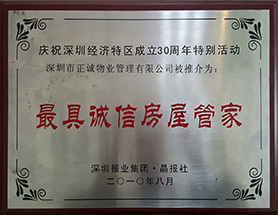 庆祝深圳经济特区成立30周年特别活动
深圳市正诚物业管理有限公司被推介为：
最具诚信房屋管家
深圳报业集团·晶报社
二〇一〇年八月